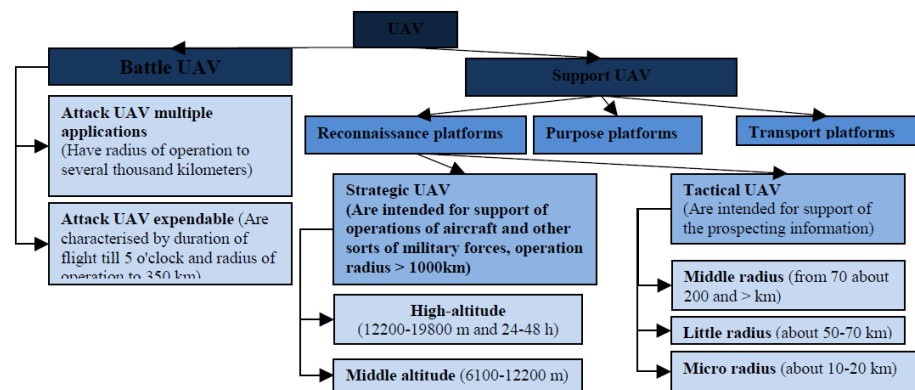 UAV
Battle UAV
Support UAV
Attack UAV multiple
applications
(Have radius of operation to
several thousand kilometers)
Attack UAV expendable (Are
characterised by duration of
flight till 5 o'clock and radius of
operation to 350 km)
Reconnaissance platforms
Purpose platforms
Transport platforms
Strategic UAV
(Are intended for support of
operations of aircraft and other
sorts of military forces, operation
radius > 1000km)
High-altitude
(12200-19800 m and 24-48 h)
Middle altitude (6100-12200 m)
Tactical UAV
(Are intended for support of
the prospecting information)
Middle radius (from 70 about
200 and > km)
Little radius (about 50-70 km)
Micro radius (about 10-20 km)